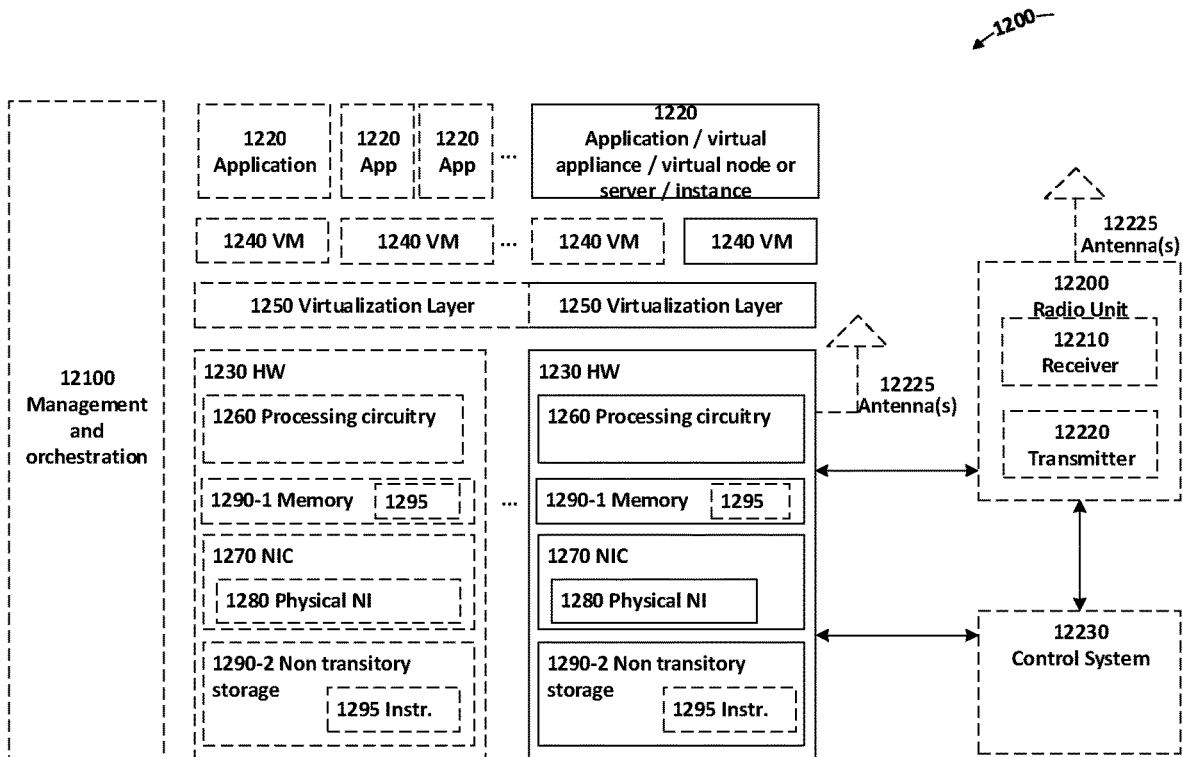 1200
12100
Management
and
orchestration
1220
Application
1220
App
1220
App
...
1220
Application / virtual
appliance / virtual node or
server / instance
1240 VM
1240 VM
...
1240 VM
1240 VM
1250 Virtualization Layer
1250 Virtualization Layer
1230 HW
1260 Processing circuitry
1290-1 Memory
1295
1270 NIC
1280 Physical NI
1290-2 Non transitory
storage
1295 Instr.
...
1230 HW
1260 Processing circuitry
1290-1 Memory
1295
1270 NIC
1280 Physical NI
1290-2 Non transitory
storage
1295 Instr.
12225
Antenna(s)
12225
Antenna(s)
12200
Radio Unit
12210
Receiver
12220
Transmitter
12230
Control System